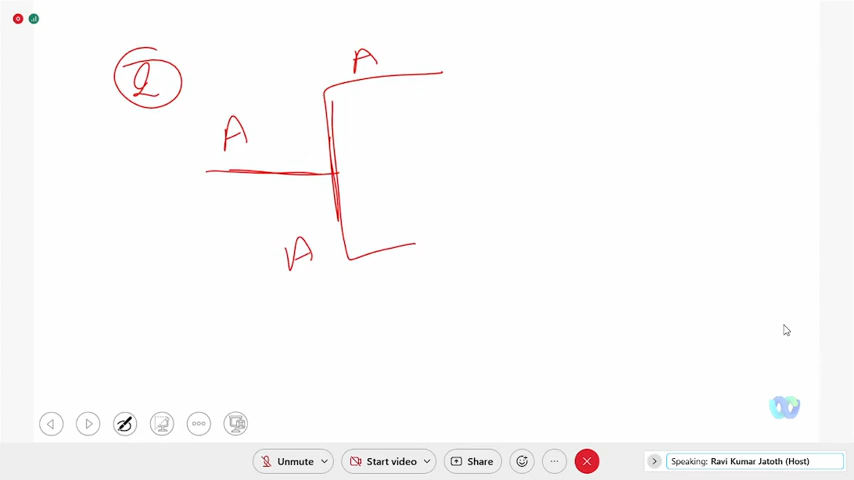 A
2
A
A
Unmute
Start video
Share
Speaking: Ravi Kumar Jatoth (Host)